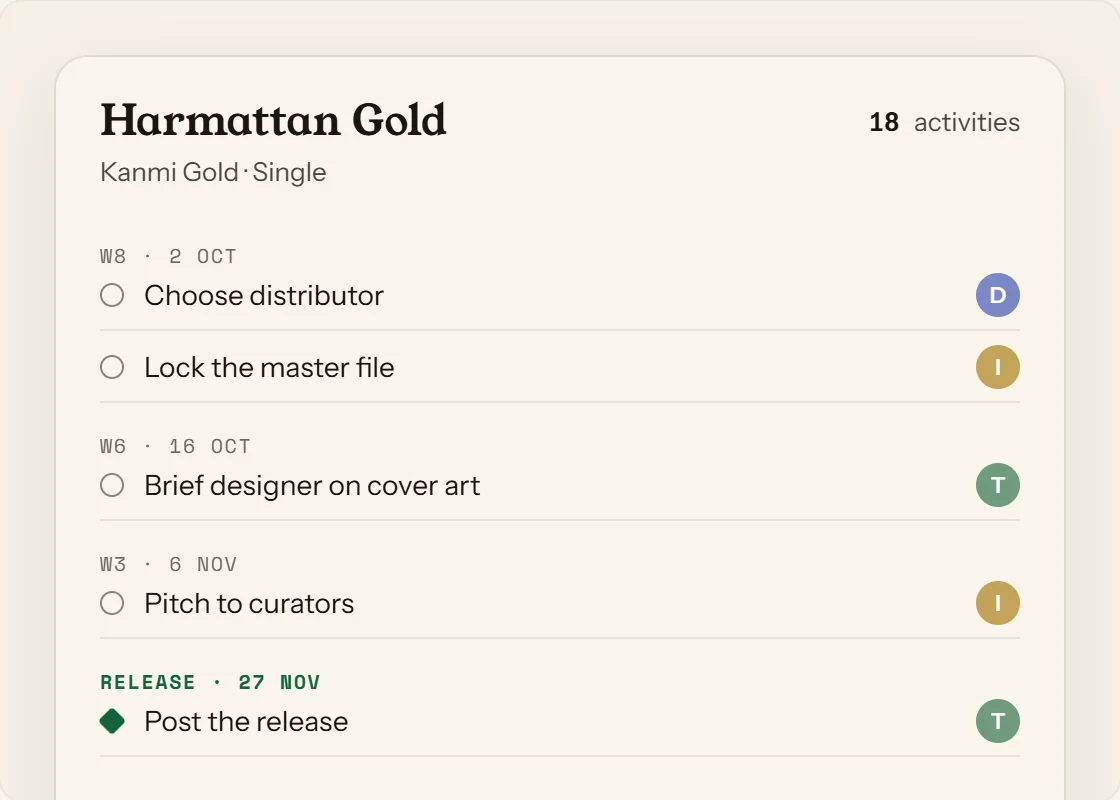 Harmattan Gold
18 activities
Kanmi Gold · Single
W8 · 2 OCT
Choose distributor
D
Lock the master file
I
W6 · 16 OCT
Brief designer on cover art
T
W3 · 6 NOV
Pitch to curators
I
RELEASE · 27 NOV
Post the release
T